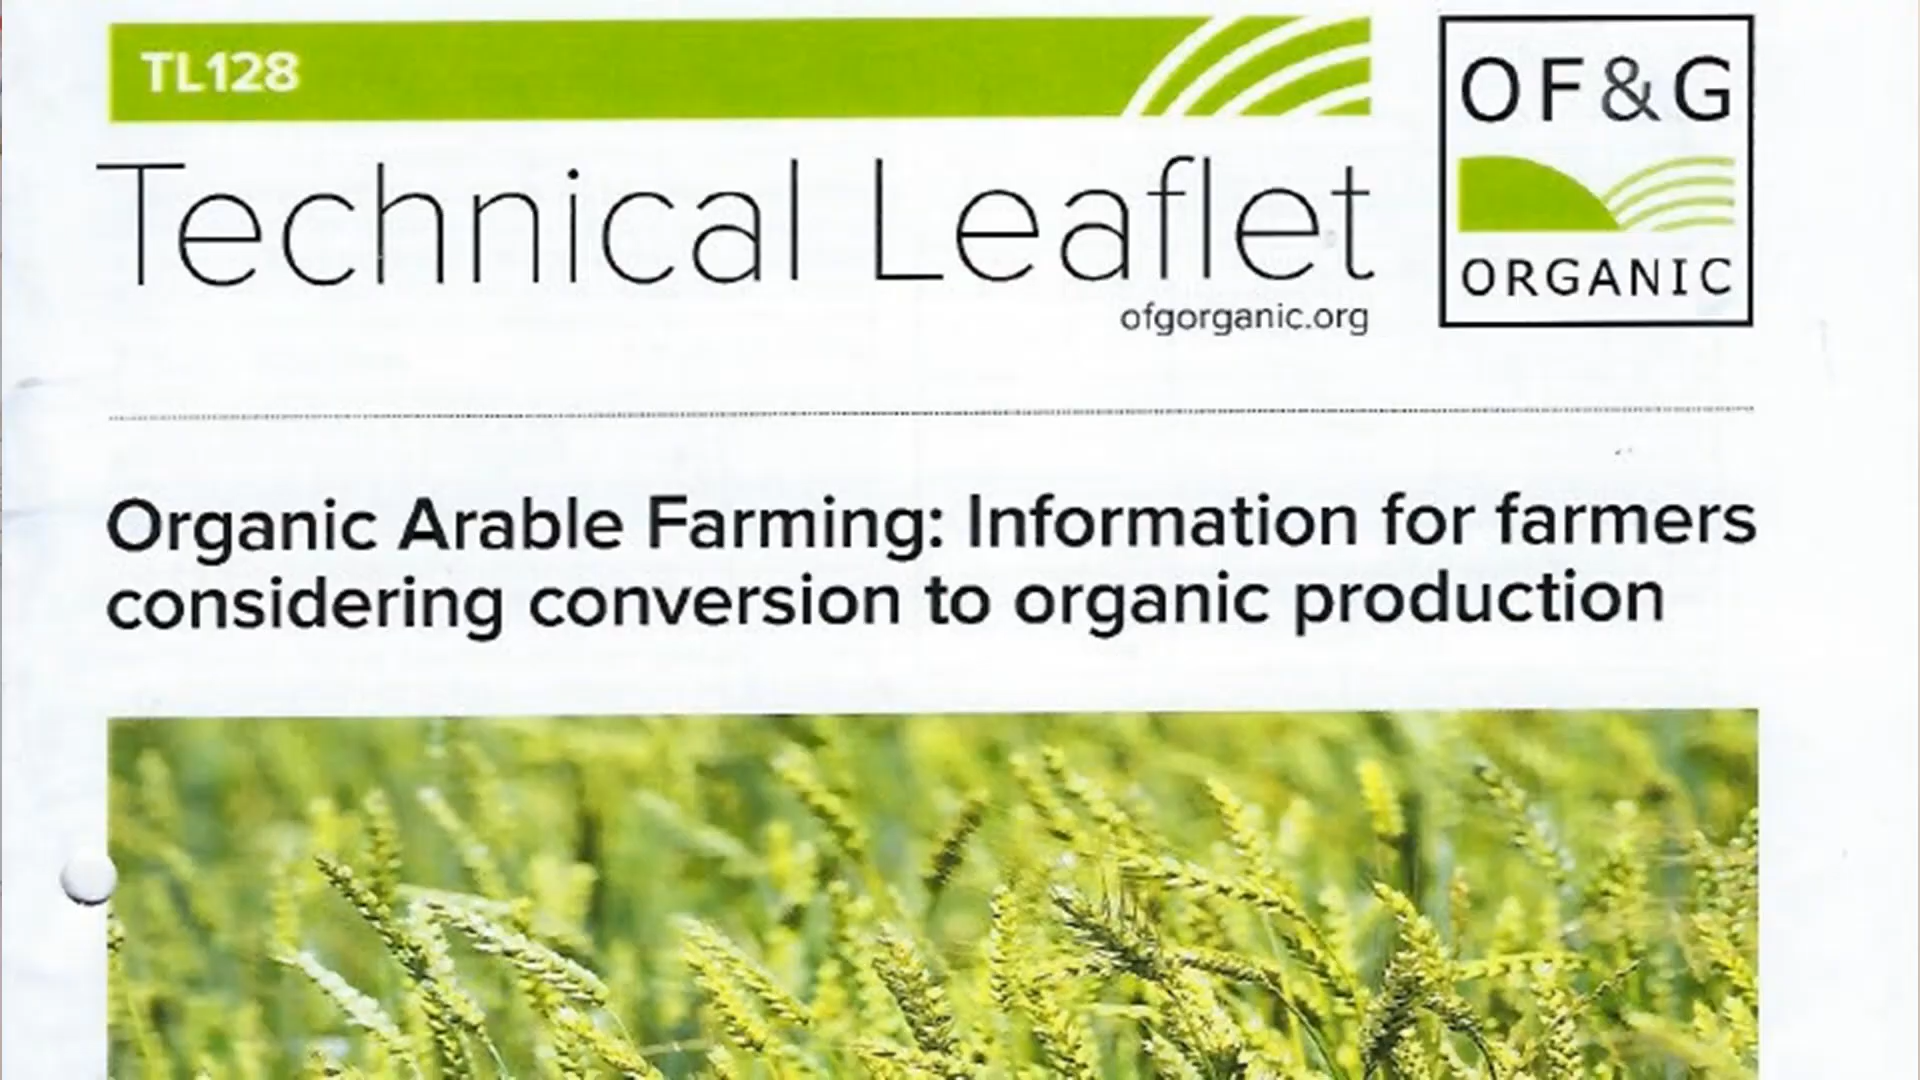 TL128
Technical Leaflet
ofgorganic.org
OF&G
ORGANIC
Organic Arable Farming: Information for farmers
considering conversion to organic production